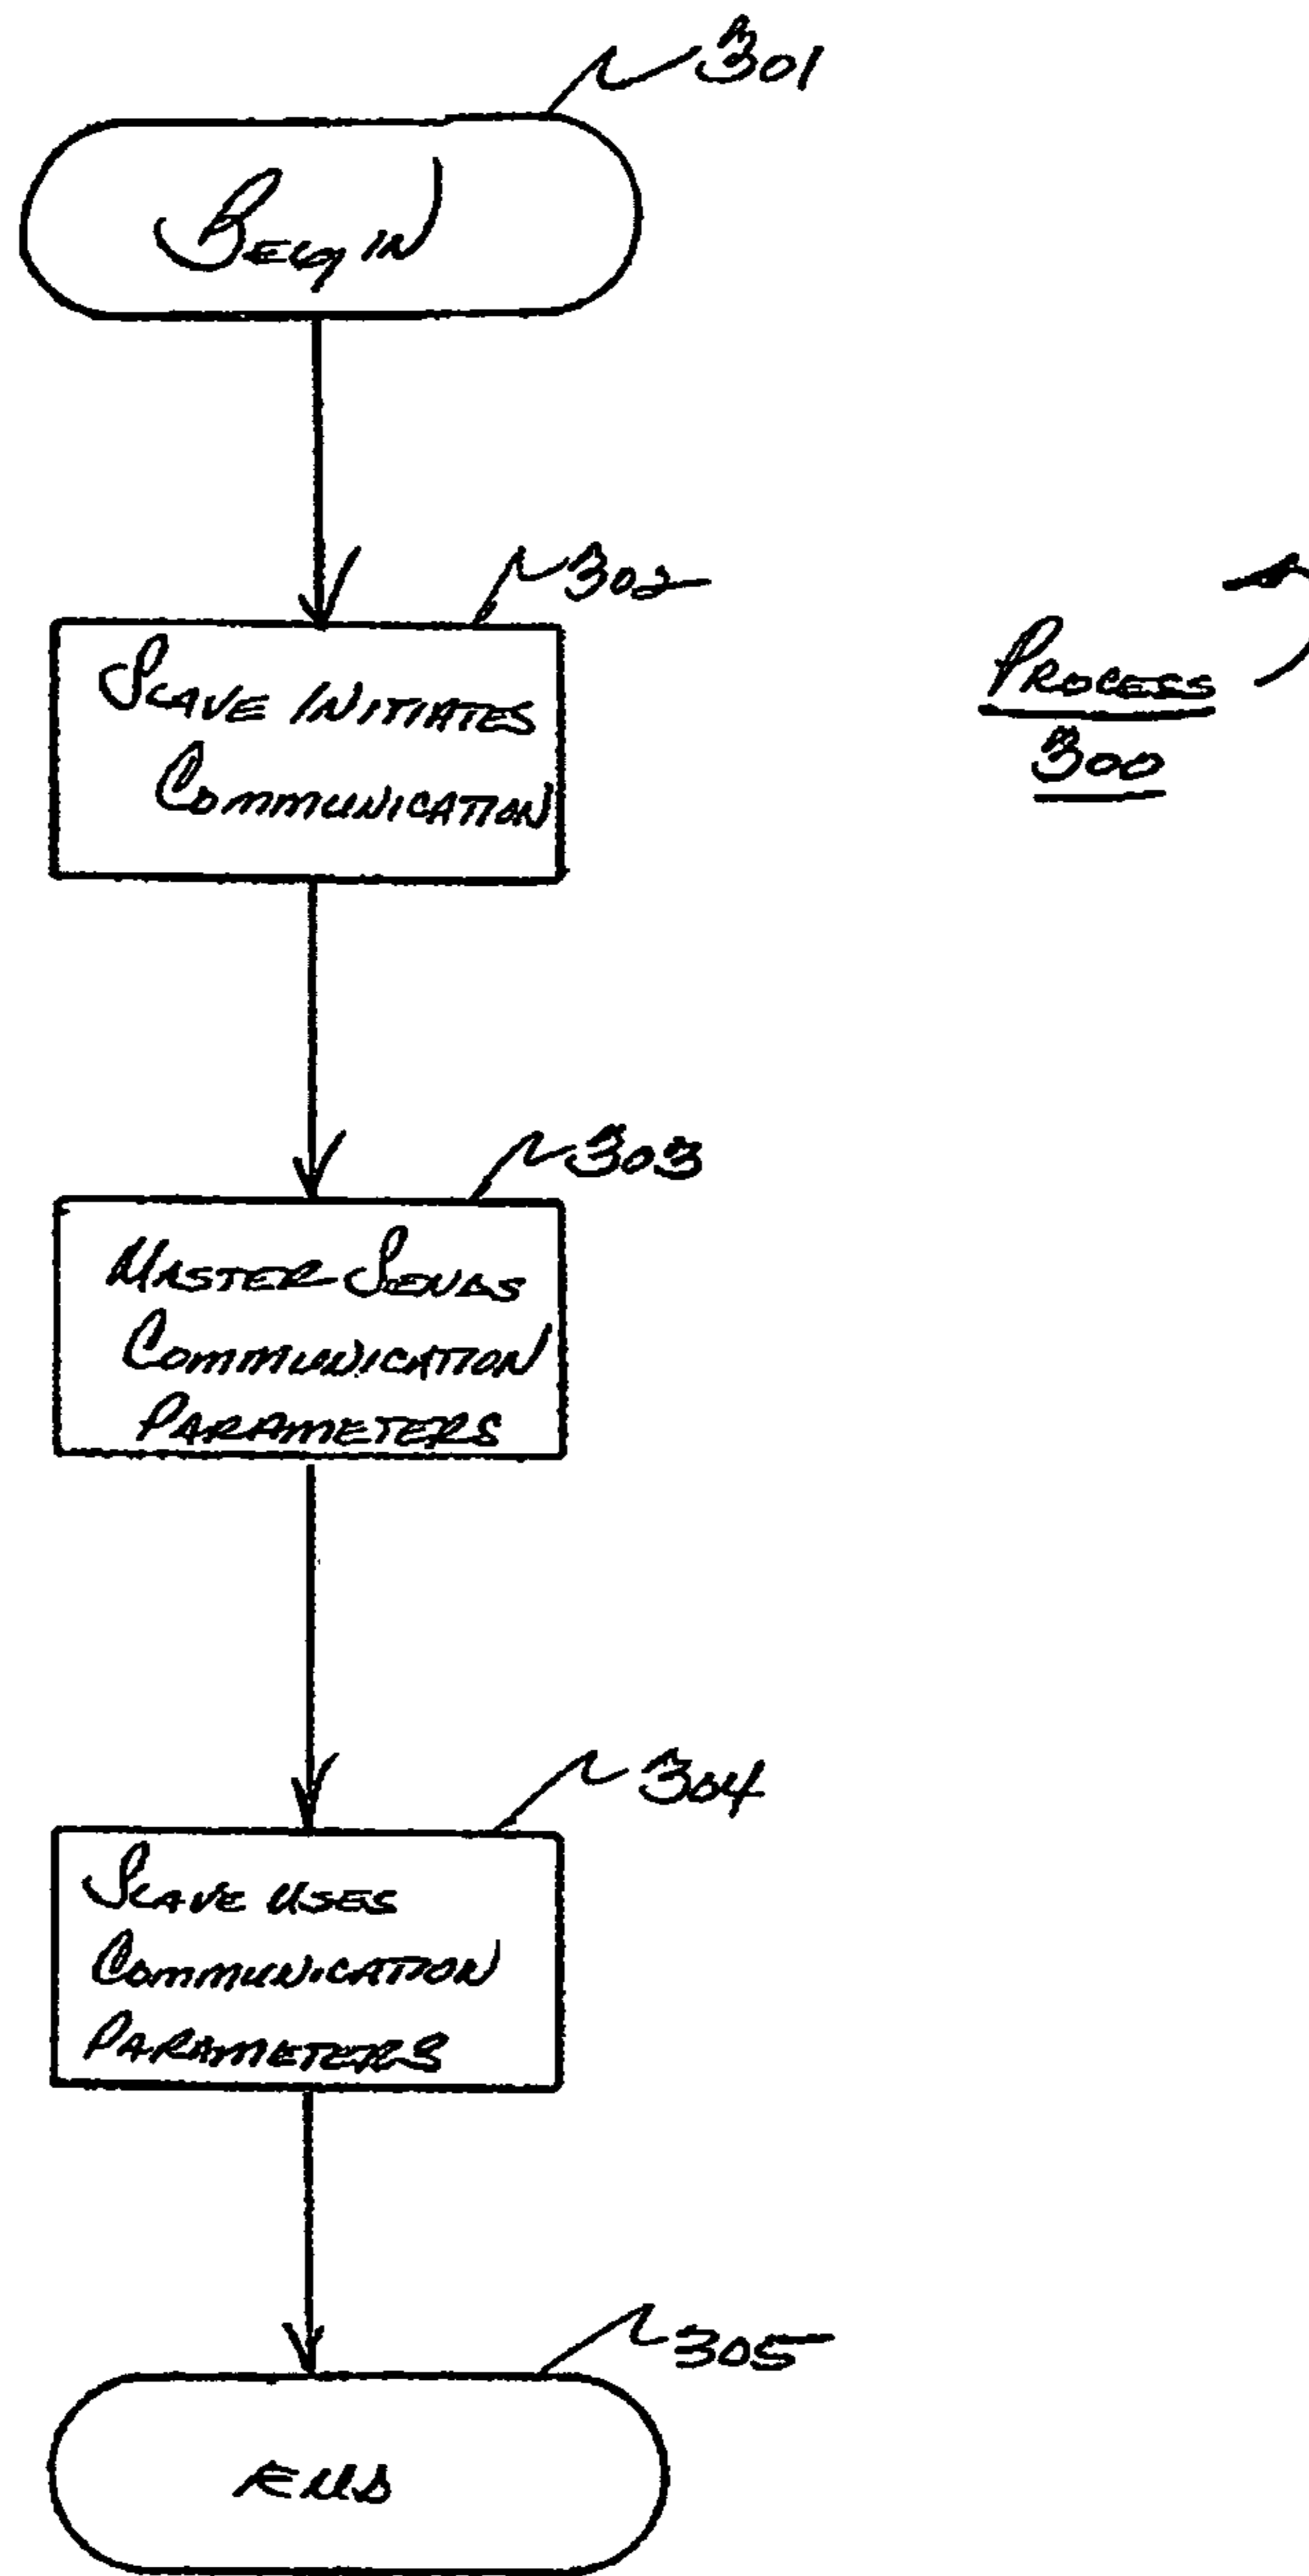 301
BEGIN
302
SLAVE INITIATES
COMMUNICATION
PROCESS
300
303
MASTER SENDS
COMMUNICATION
PARAMETERS
304
SLAVE USES
COMMUNICATION
PARAMETERS
305
END